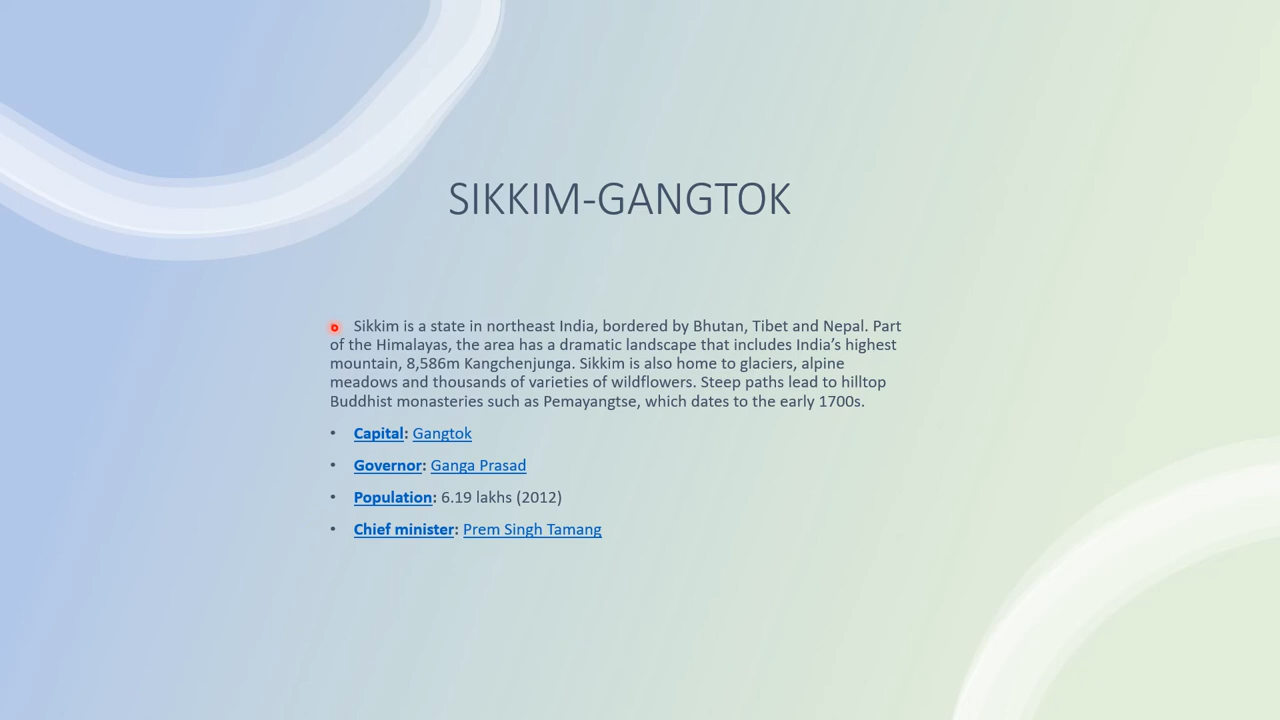 SIKKIM-GANGTOK
Sikkim is a state in northeast India, bordered by Bhutan, Tibet and Nepal. Part
of the Himalayas, the area has a dramatic landscape that includes India’s highest
mountain, 8,586m Kangchenjunga. Sikkim is also home to glaciers, alpine
meadows and thousands of varieties of wildflowers. Steep paths lead to hilltop
Buddhist monasteries such as Pemayangtse, which dates to the early 1700s.
• Capital: Gangtok
• Governor: Ganga Prasad
• Population: 6.19 lakhs (2012)
• Chief minister: Prem Singh Tamang